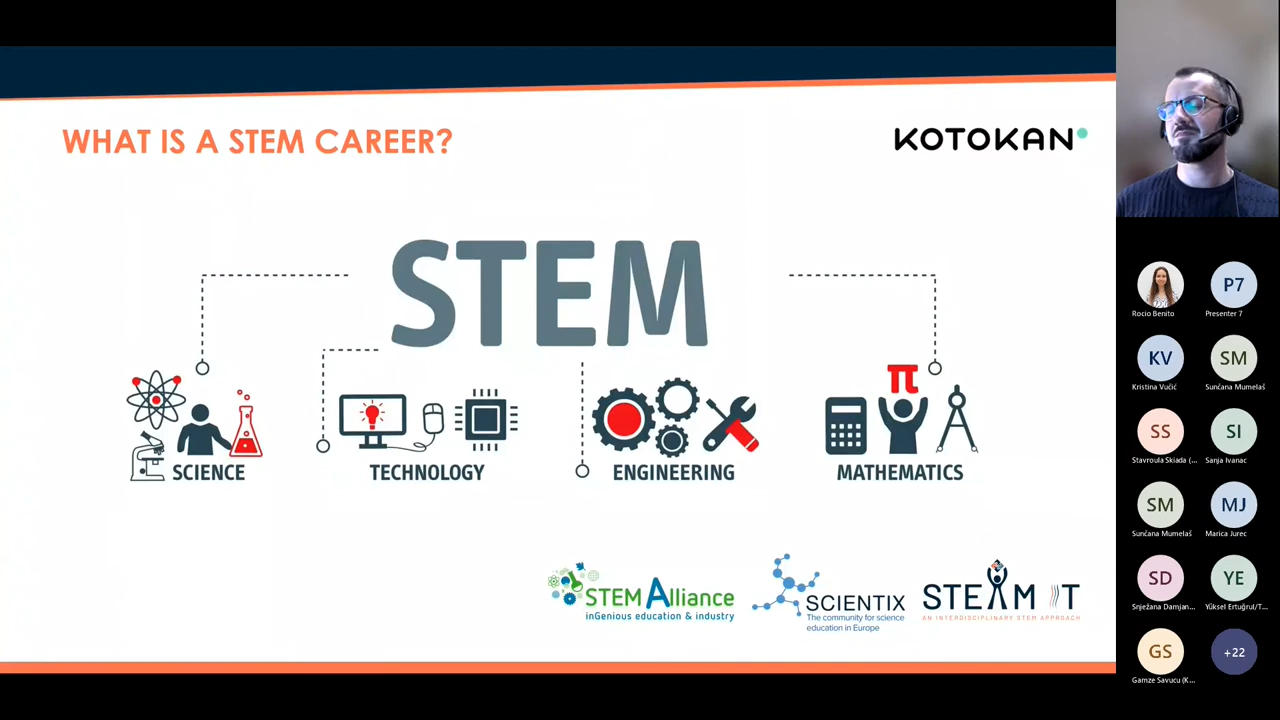 WHAT IS A STEM CAREER?
KOTOKAN
STEM
π
SCIENCE
TECHNOLOGY
ENGINEERING
MATHEMATICS
STEM Alliance
inGenious education & industry
SCIENTIX
The community for science
education in Europe
STEAM IT
AN INTERDISCIPLINARY STEM APPROACH
Rocio Benito
P7
Presenter 7
KV
Kristina Vučić
SM
Sunčana Mumelaš
SS
Stavroula Skiada (...
SI
Sanja Ivanac
SM
Sunčana Mumelaš
MJ
Marica Jurec
SD
Snježana Damjan...
YE
Yüksel Ertuğrul/T...
GS
Gamze Savucu (K...
+22